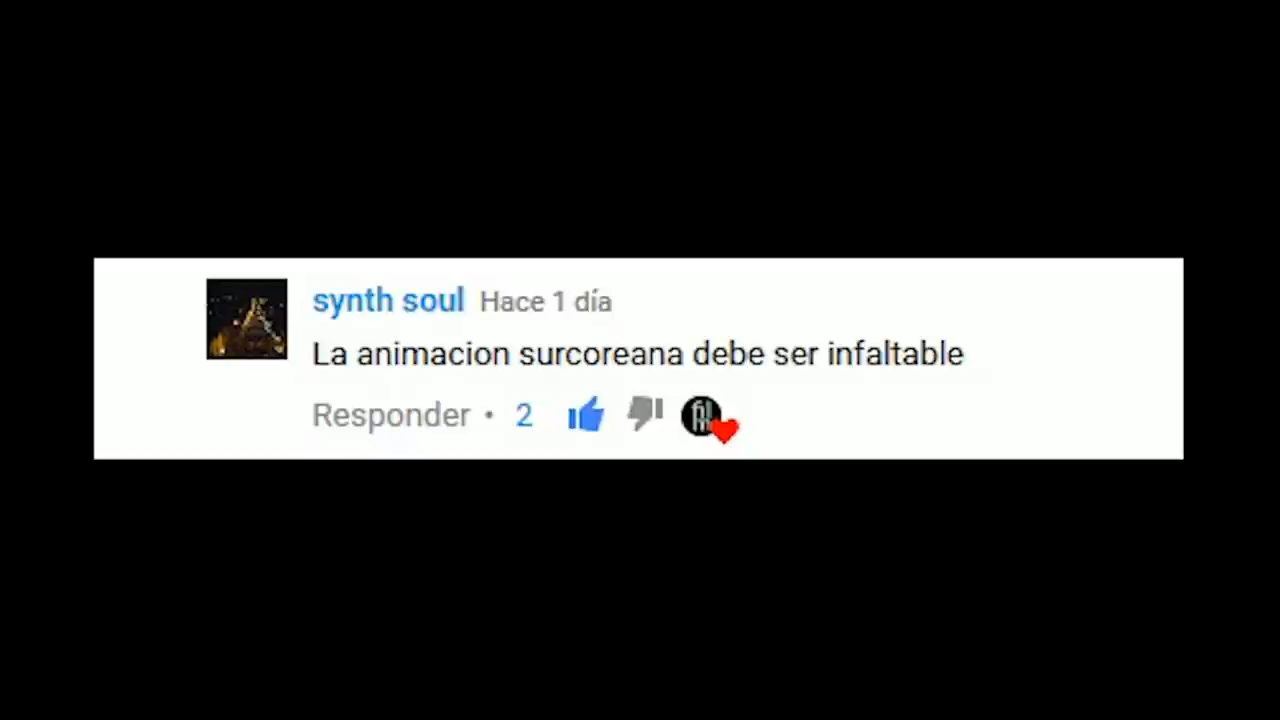 synth soul Hace 1 día
La animacion surcoreana debe ser infaltable
Responder • 2